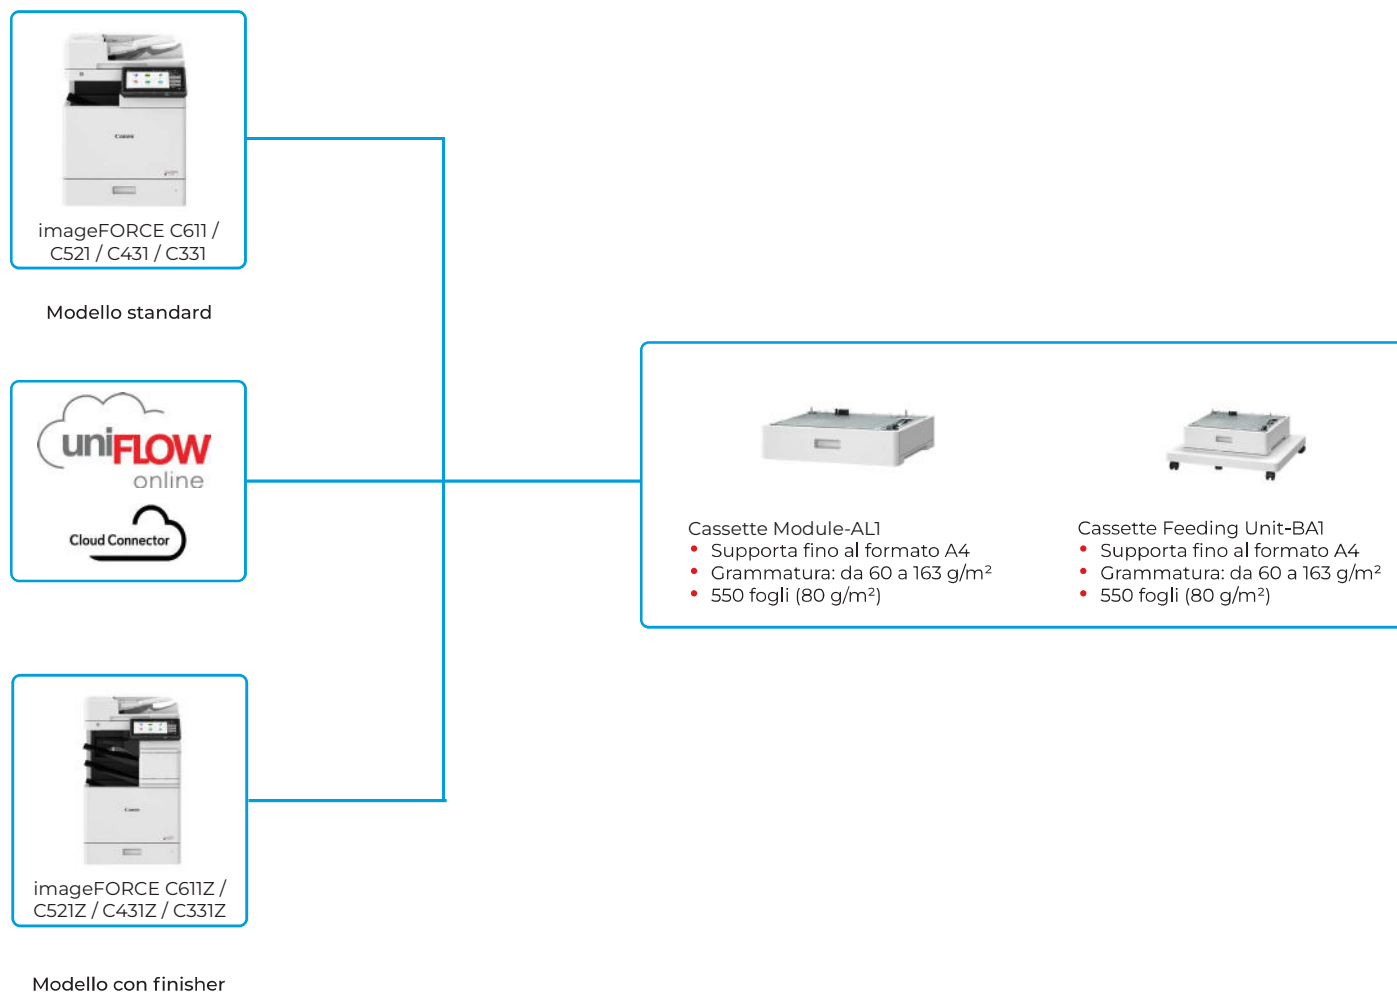 Canon
imageFORCE C611 /
C521 / C431 / C331
Modello standard
uniFLOW
online
Cloud Connector
Cassette Module-AL1
• Supporta fino al formato A4
• Grammatura: da 60 a 163 g/m²
• 550 fogli (80 g/m²)
Cassette Feeding Unit-BA1
• Supporta fino al formato A4
• Grammatura: da 60 a 163 g/m²
• 550 fogli (80 g/m²)
Canon
imageFORCE C611Z /
C521Z / C431Z / C331Z
Modello con finisher